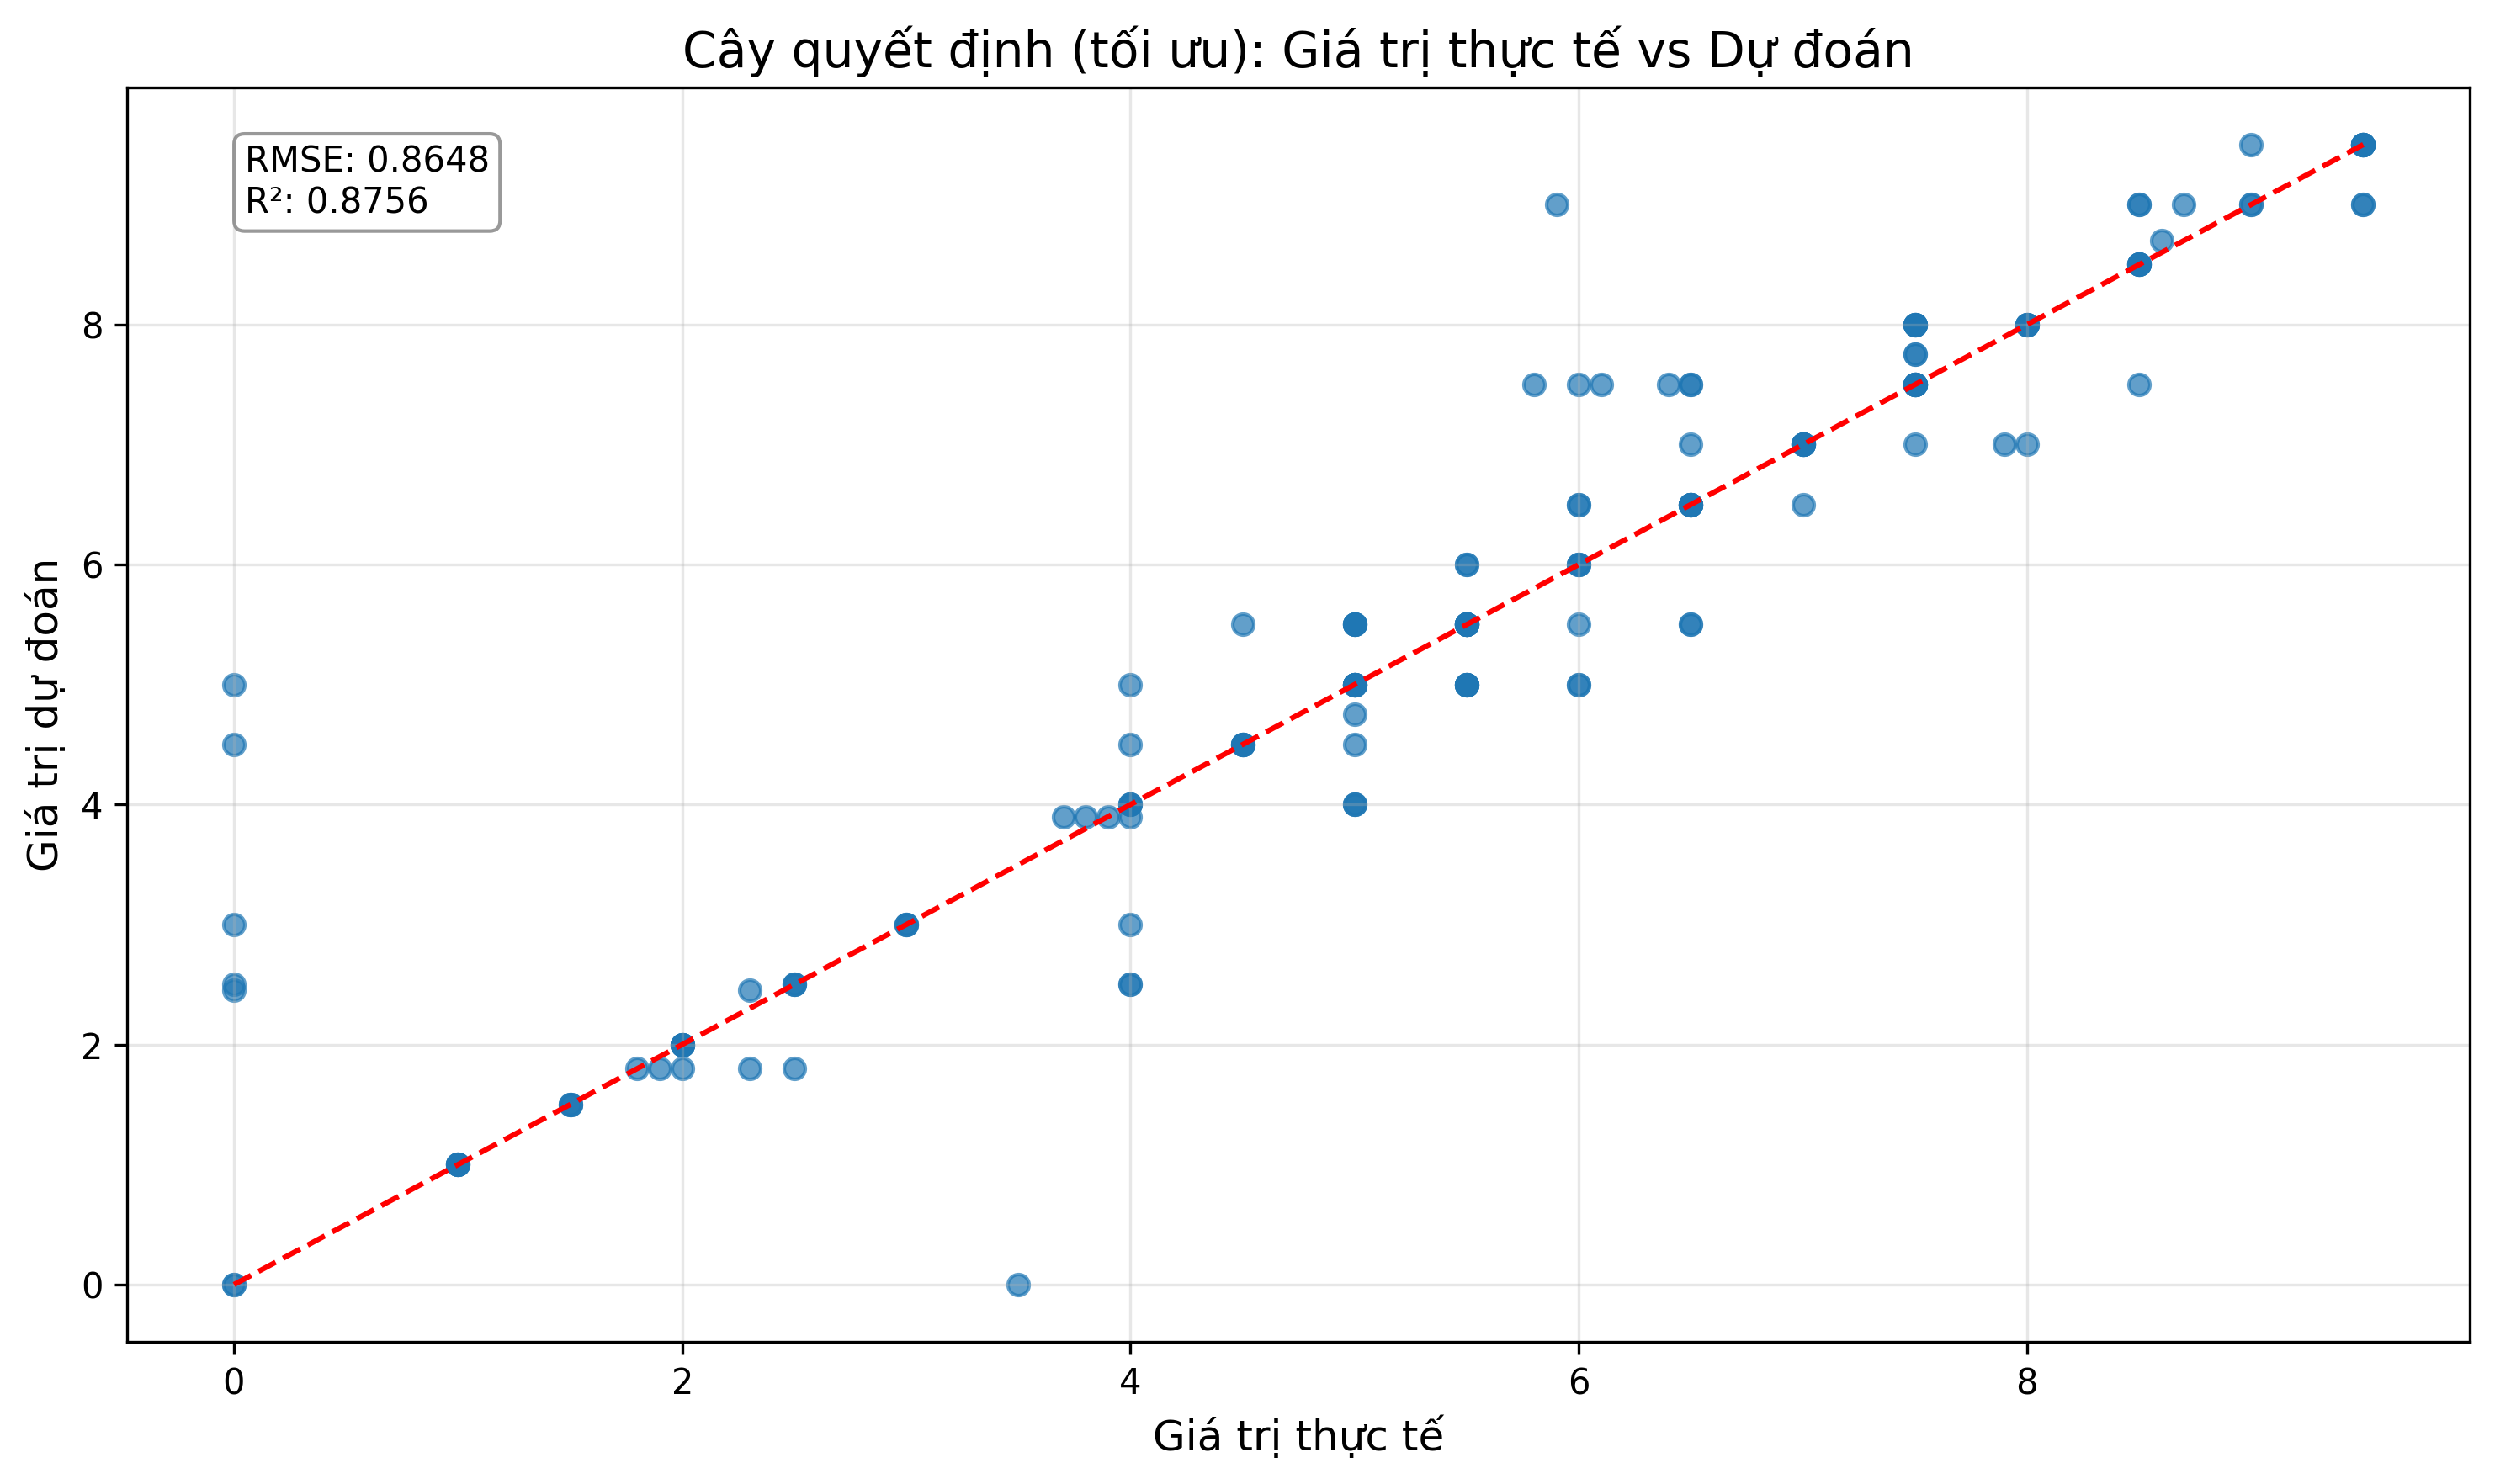 Cây quyết định (tối ưu): Giá trị thực tế vs Dự đoán
RMSE: 0.8648
R²: 0.8756
Giá trị dự đoán
8
6
4
2
0
0 2 4 6 8
Giá trị thực tế